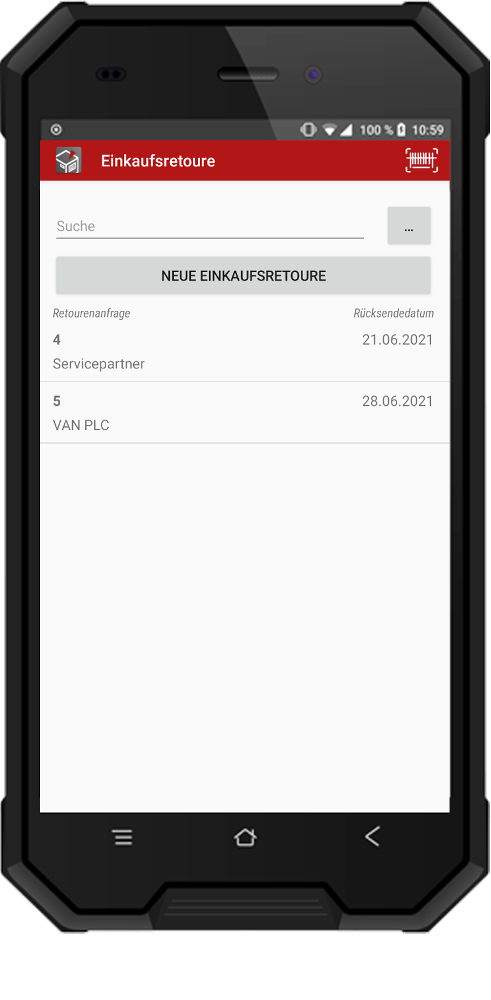 100 % 10:59
Einkaufsretoure
Suche
...
NEUE EINKAUFSRETOURE
Retourenanfrage Rücksendedatum
4 21.06.2021
Servicepartner
5 28.06.2021
VAN PLC